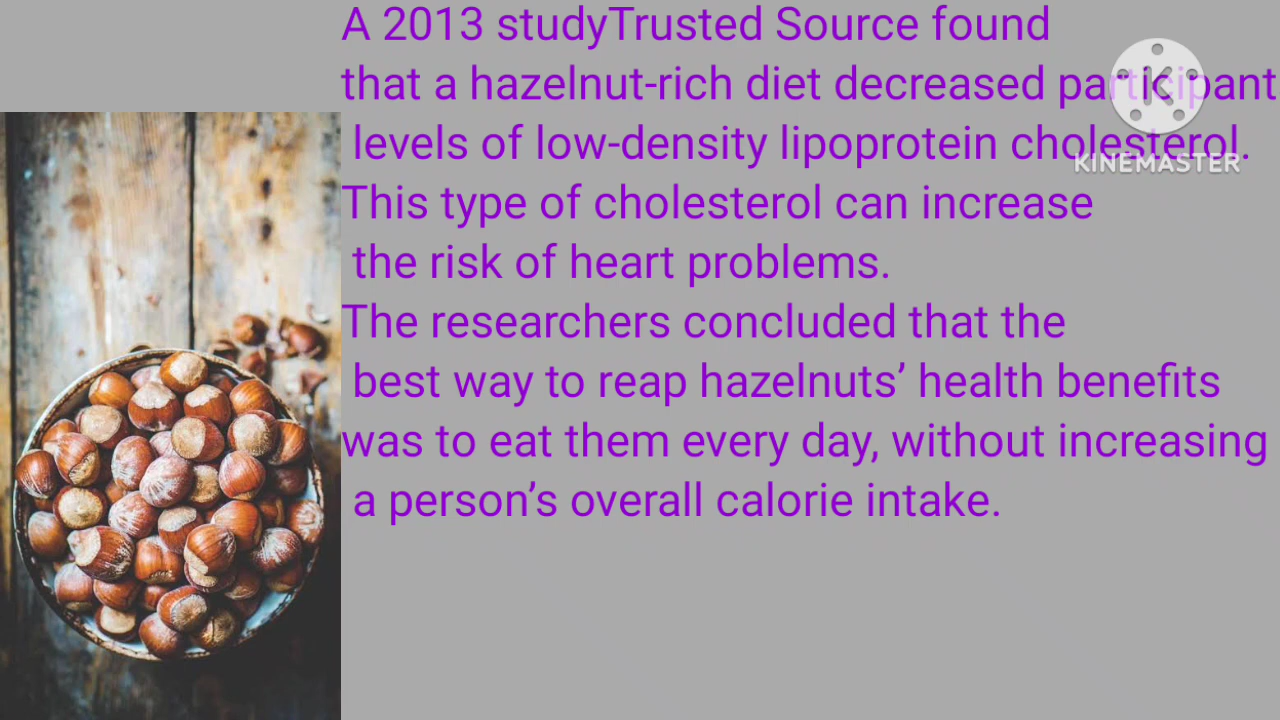 A 2013 studyTrusted Source found
that a hazelnut-rich diet decreased participant
levels of low-density lipoprotein cholesterol.
KINEMASTER
This type of cholesterol can increase
the risk of heart problems.
The researchers concluded that the
best way to reap hazelnuts’ health benefits
was to eat them every day, without increasing
a person’s overall calorie intake.